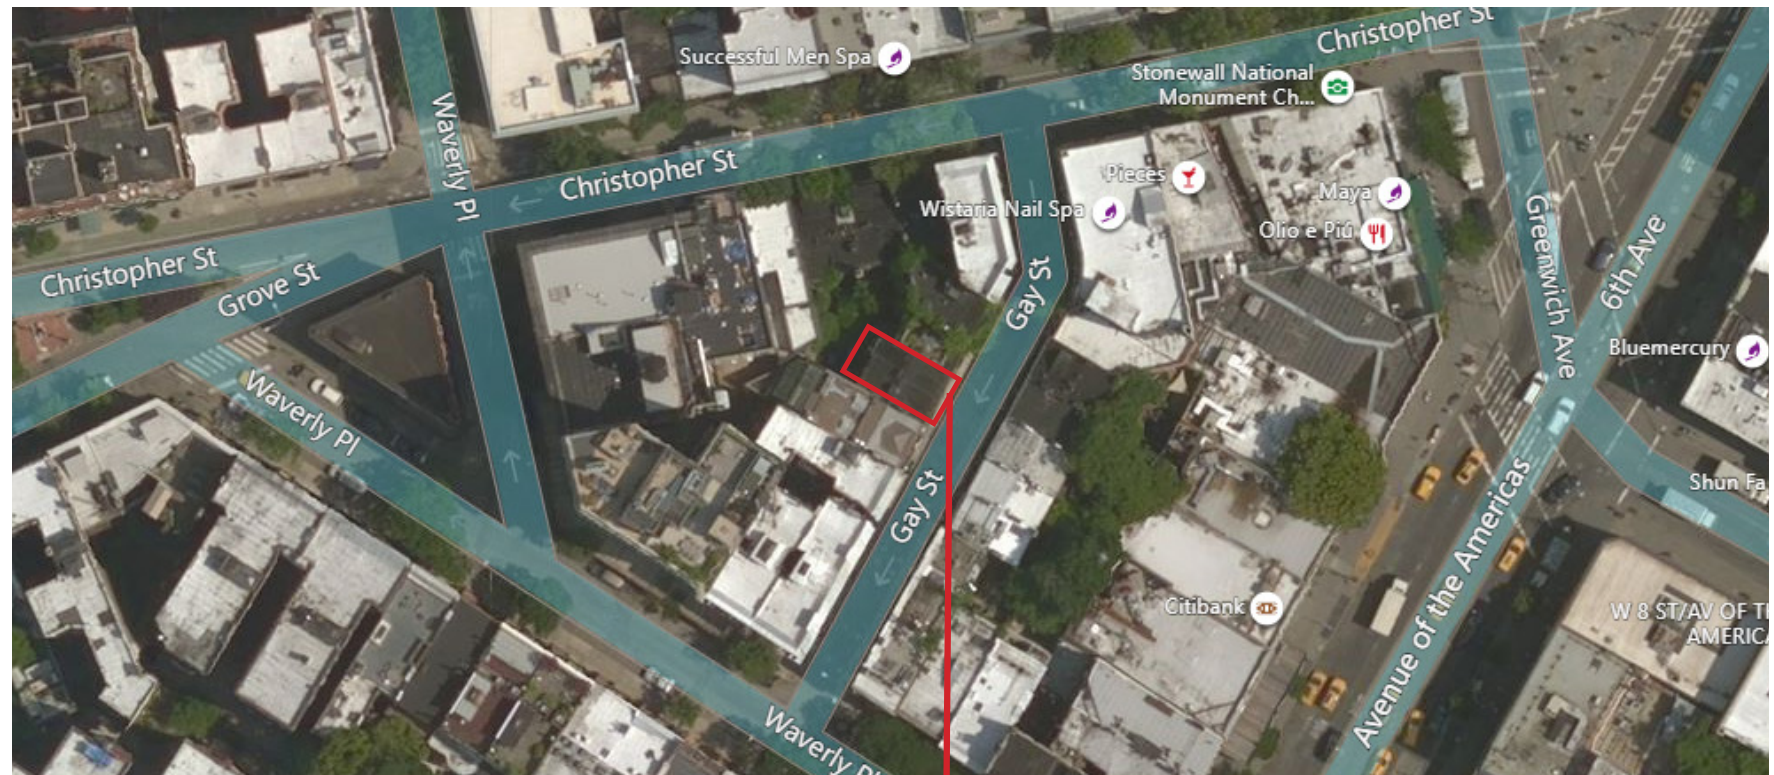 Christopher St
Successful Men Spa
Stonewall National
Monument Ch...
Waverly Pl
Christopher St
Pieces
Maya
Wistaria Nail Spa
Olio e Piú
Greenwich Ave
6th Ave
Christopher St
Grove St
Gay St
Bluemercury
Waverly Pl
Gay St
Shun Fa
Citibank
Avenue of the Americas
W 8 ST/AV OF T
AMERIC
Waverly Pl